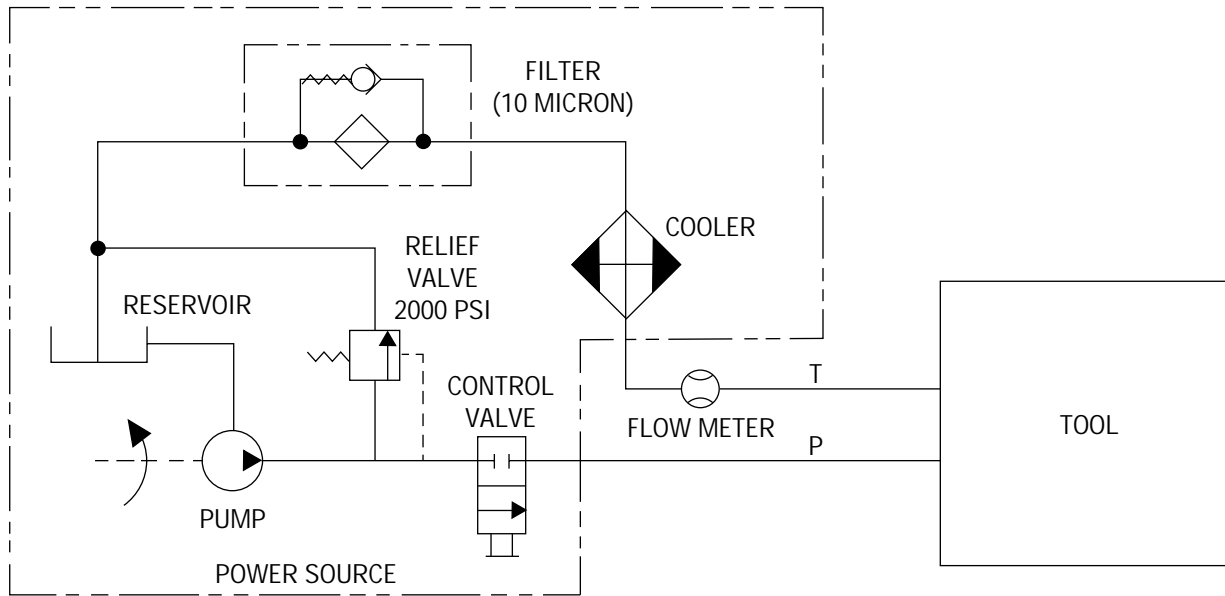 FILTER
(10 MICRON)
COOLER
RELIEF
VALVE
2000 PSI
RESERVOIR
CONTROL
VALVE
T
FLOW METER
P
TOOL
PUMP
POWER SOURCE